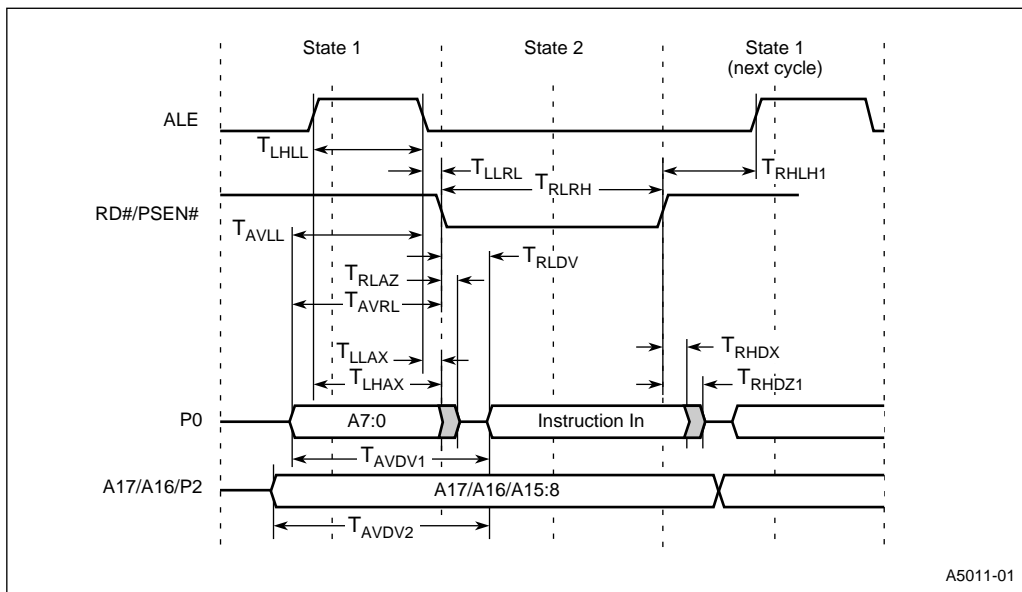 State 1
State 2
State 1
(next cycle)
ALE
TLHLL
TLLRL
TRLRH
TRHLH1
RD#/PSEN#
TAVLL
TRLDV
TRLAZ
TAVRL
TLLAX
TRHDX
TLHAX
TRHDZ1
P0
A7:0
Instruction In
TAVDV1
A17/A16/P2
A17/A16/A15:8
TAVDV2
A5011-01